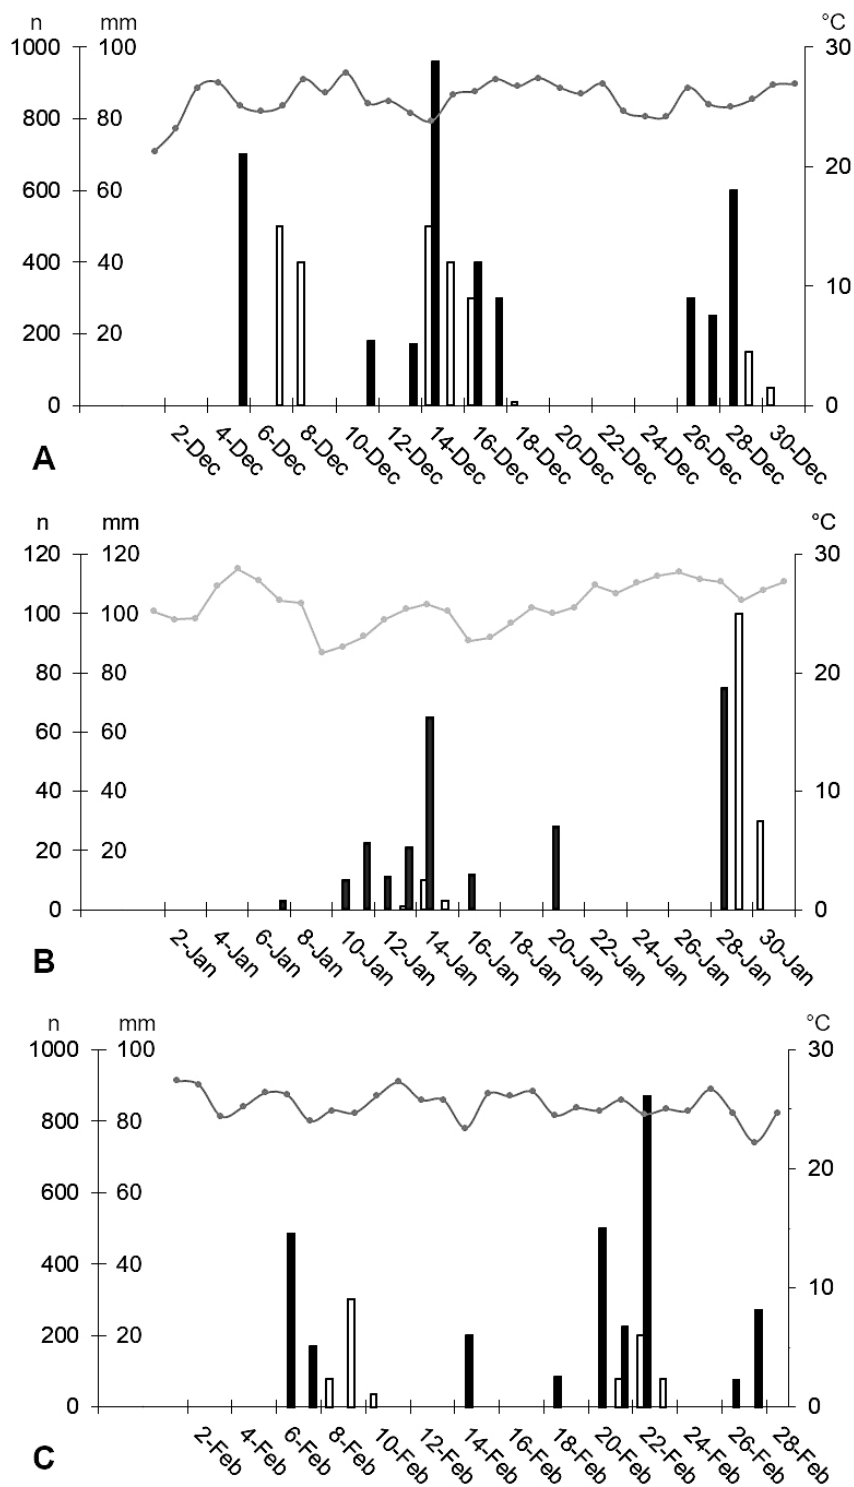 n mm °C
1000 100 30
800 80
20
600 60
400 40
10
200 20
0 0
2-Dec 4-Dec 6-Dec 8-Dec 10-Dec 12-Dec 14-Dec 16-Dec 18-Dec 20-Dec 22-Dec 24-Dec 26-Dec 28-Dec 30-Dec
A
n mm °C
120 120 30
100 100
80 80 20
60 60
40 40 10
20 20
0 0
2-Jan 4-Jan 6-Jan 8-Jan 10-Jan 12-Jan 14-Jan 16-Jan 18-Jan 20-Jan 22-Jan 24-Jan 26-Jan 28-Jan 30-Jan
B
n mm °C
1000 100 30
800 80
20
600 60
400 40
10
200 20
0 0
2-Feb 4-Feb 6-Feb 8-Feb 10-Feb 12-Feb 14-Feb 16-Feb 18-Feb 20-Feb 22-Feb 24-Feb 26-Feb 28-Feb
C